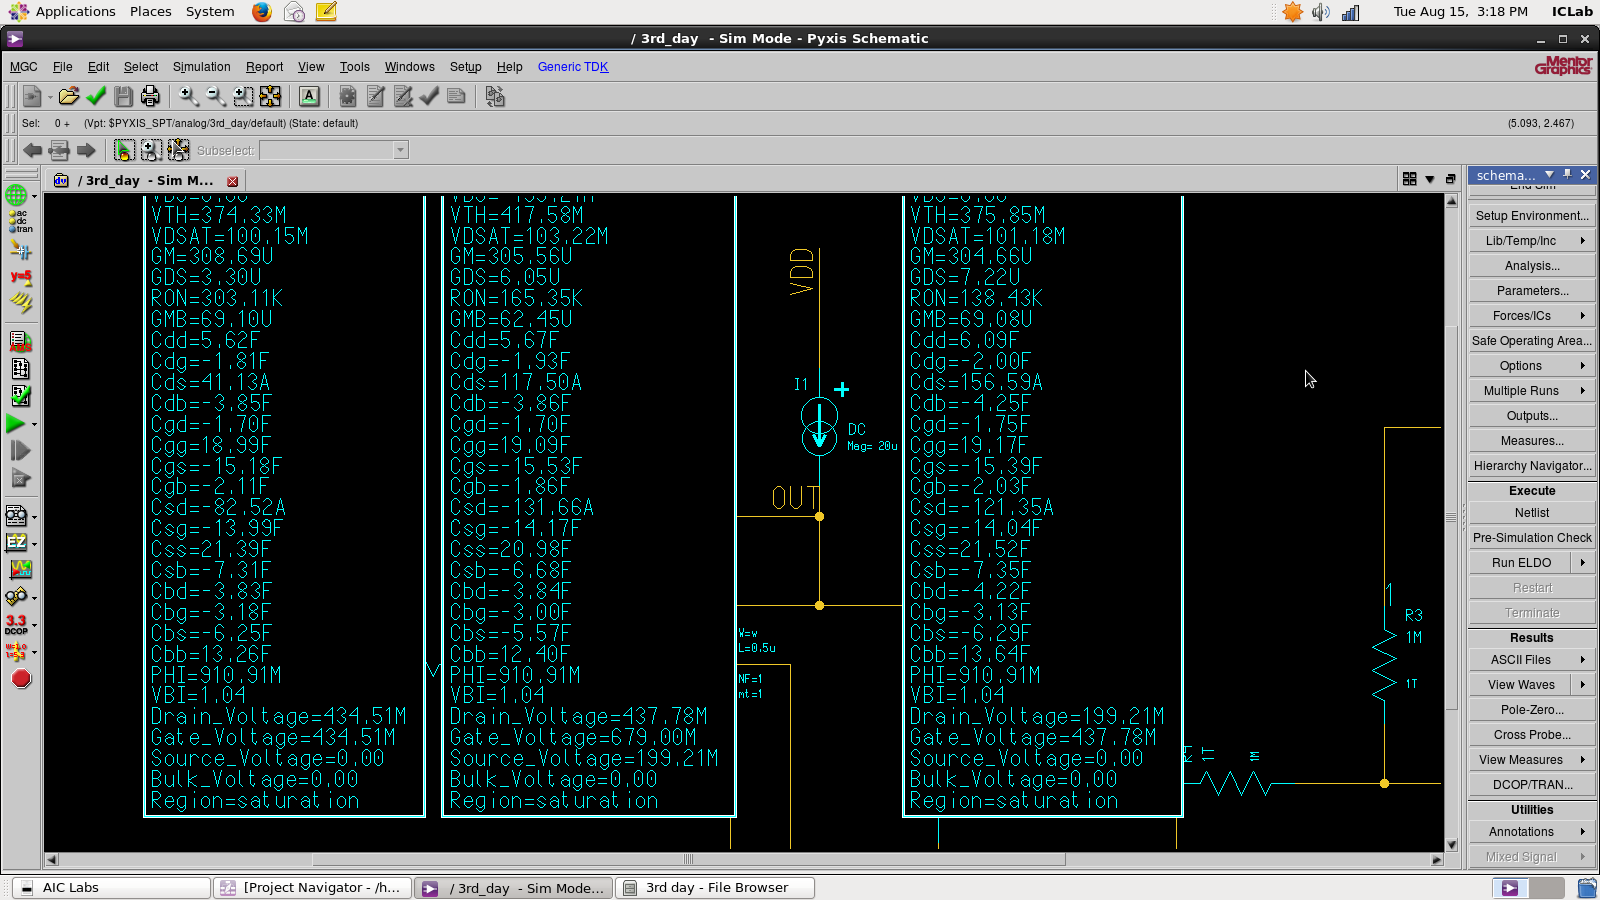 Applications Places System
Tue Aug 15, 3:18 PM ICLab
/ 3rd_day - Sim Mode - Pyxis Schematic
MGC File Edit Select Simulation Report View Tools Windows Setup Help Generic TDK
Mentor Graphics
Sel: 0 + (Vpt: $PYXIS_SPT/analog/3rd_day/default) (State: default)
(5.093, 2.467)
Subselect:
/ 3rd_day - Sim M...
schema...
ac
dc
tran
y=5
EZ
3.3
DCOP
VTH=374.33M
VDSAT=100.15M
GM=308.69U
GDS=3.30U
RON=303.11K
GMB=69.10U
Cdd=5.62F
Cdg=-1.81F
Cds=41.13A
Cdb=-3.85F
Cgd=-1.70F
Cgg=18.99F
Cgs=-15.18F
Cgb=-2.11F
Csd=-82.52A
Csg=-13.99F
Css=21.39F
Csb=-7.31F
Cbd=-3.83F
Cbg=-3.18F
Cbs=-6.25F
Cbb=13.26F
PHI=910.91M
VBI=1.04
Drain_Voltage=434.51M
Gate_Voltage=434.51M
Source_Voltage=0.00
Bulk_Voltage=0.00
Region=saturation
VTH=417.58M
VDSAT=103.22M
GM=305.56U
GDS=6.05U
RON=165.35K
GMB=62.45U
Cdd=5.67F
Cdg=-1.93F
Cds=117.50A
Cdb=-3.86F
Cgd=-1.70F
Cgg=19.09F
Cgs=-15.53F
Cgb=-1.86F
Csd=-131.66A
Csg=-14.17F
Css=20.98F
Csb=-6.68F
Cbd=-3.84F
Cbg=-3.00F
Cbs=-5.57F
Cbb=12.40F
PHI=910.91M
VBI=1.04
Drain_Voltage=437.78M
Gate_Voltage=679.00M
Source_Voltage=199.21M
Bulk_Voltage=0.00
Region=saturation
VDD
I1
DC
Mag= 20u
OUT
W=w
L=0.5u
NF=1
mt=1
VTH=375.85M
VDSAT=101.18M
GM=304.66U
GDS=7.22U
RON=138.43K
GMB=69.08U
Cdd=6.09F
Cdg=-2.00F
Cds=156.59A
Cdb=-4.25F
Cgd=-1.75F
Cgg=19.17F
Cgs=-15.39F
Cgb=-2.03F
Csd=-121.35A
Csg=-14.04F
Css=21.52F
Csb=-7.35F
Cbd=-4.22F
Cbg=-3.13F
Cbs=-6.29F
Cbb=13.64F
PHI=910.91M
VBI=1.04
Drain_Voltage=199.21M
Gate_Voltage=437.78M
Source_Voltage=0.00
Bulk_Voltage=0.00
Region=saturation
R3
1M
1T
1T
End Sim
Setup Environment...
Lib/Temp/Inc
Analysis...
Parameters...
Forces/ICs
Safe Operating Area...
Options
Multiple Runs
Outputs...
Measures...
Hierarchy Navigator...
Execute
Netlist
Pre-Simulation Check
Run ELDO
Restart
Terminate
Results
ASCII Files
View Waves
Pole-Zero...
Cross Probe...
View Measures
DCOP/TRAN...
Utilities
Annotations
Mixed Signal
AIC Labs
[Project Navigator - /h...
/ 3rd_day - Sim Mode...
3rd day - File Browser